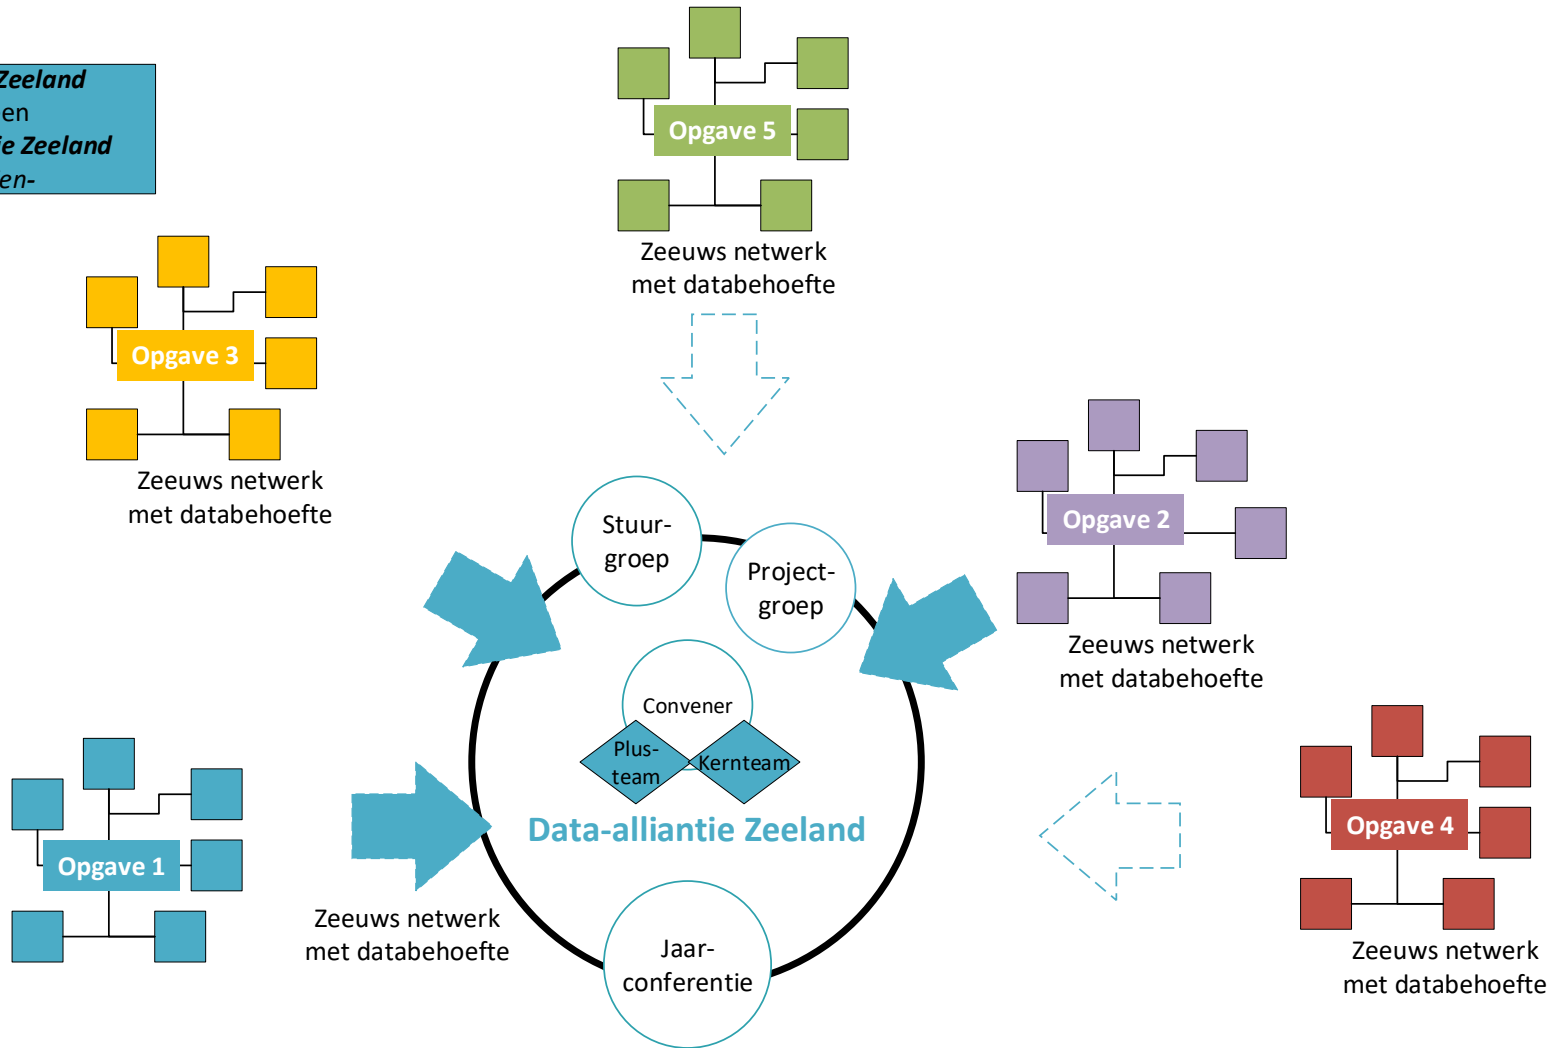 Zeeland
en
ie Zeeland
en-
Opgave 5
Zeeuws netwerk
met databehoefte
Opgave 3
Zeeuws netwerk
met databehoefte
Opgave 2
Zeeuws netwerk
met databehoefte
Stuur-
groep
Project-
groep
Convener
Plus-
team
Kernteam
Data-alliantie Zeeland
Opgave 4
Zeeuws netwerk
met databehoefte
Opgave 1
Zeeuws netwerk
met databehoefte
Jaar-
conferentie